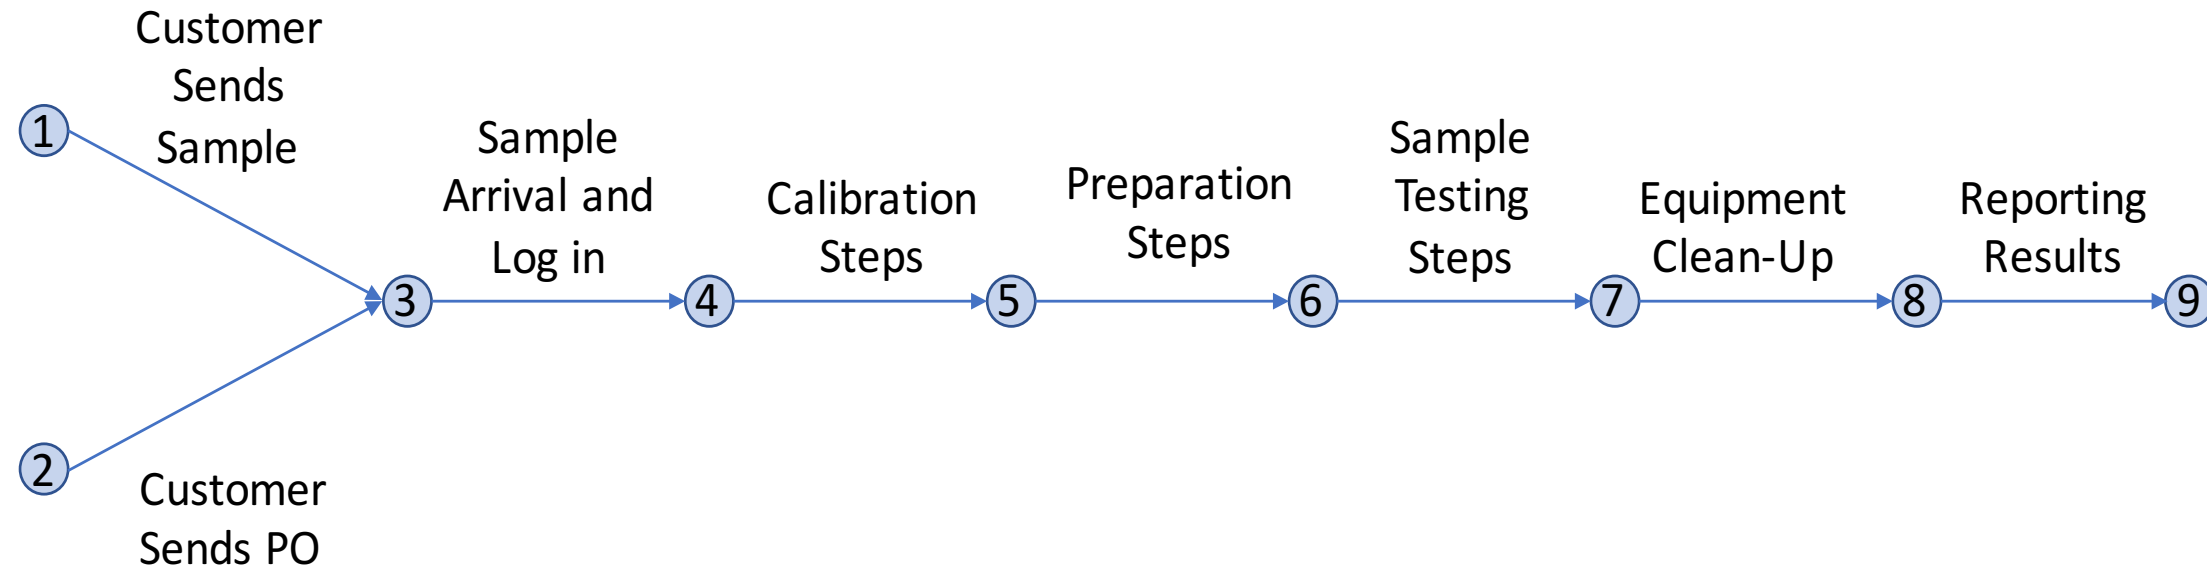 Customer
Sends
Sample
1
Sample
Arrival and
Log in
Calibration
Steps
Preparation
Steps
Sample
Testing
Steps
Equipment
Clean-Up
Reporting
Results
3
4
5
6
7
8
9
2
Customer
Sends PO